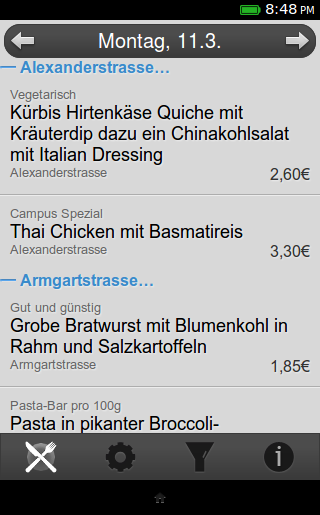 8:48 PM
Montag, 11.3.
Alexanderstrasse…
Vegetarisch
Kürbis Hirtenkäse Quiche mit
Kräuterdip dazu ein Chinakohlsalat
mit Italian Dressing
Alexanderstrasse 2,60€
Campus Spezial
Thai Chicken mit Basmatireis
Alexanderstrasse 3,30€
Armgartstrasse…
Gut und günstig
Grobe Bratwurst mit Blumenkohl in
Rahm und Salzkartoffeln
Armgartstrasse 1,85€
Pasta-Bar pro 100g
Pasta in pikanter Broccoli-